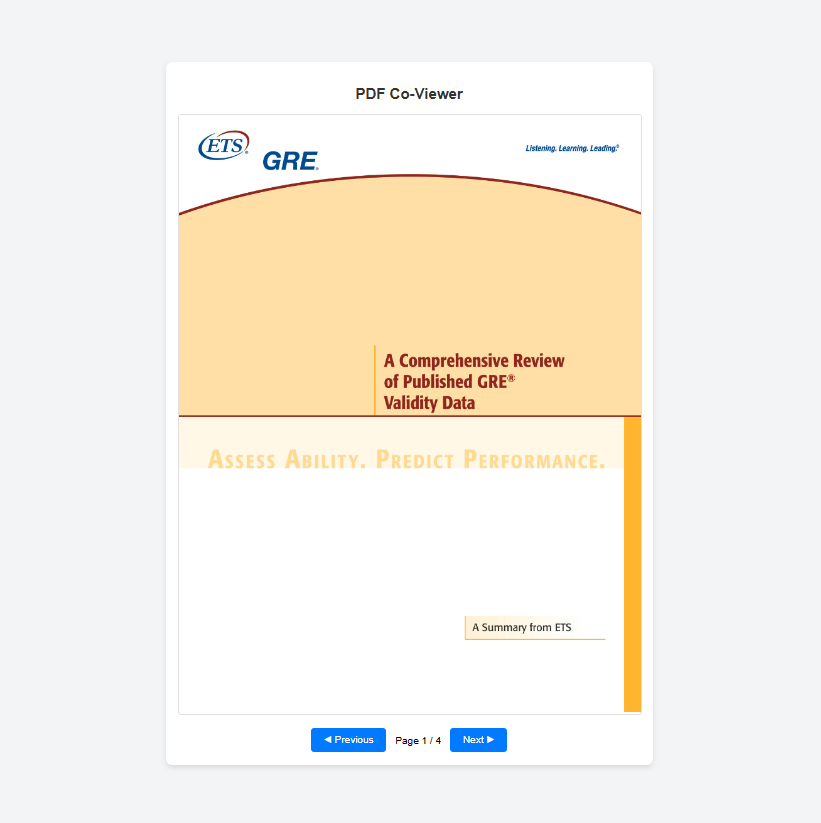 PDF Co-Viewer
ETS®
GRE®
Listening. Learning. Leading.®
A Comprehensive Review
of Published GRE®
Validity Data
ASSESS ABILITY. PREDICT PERFORMANCE.
A Summary from ETS
◀ Previous
Page 1 / 4
Next ▶